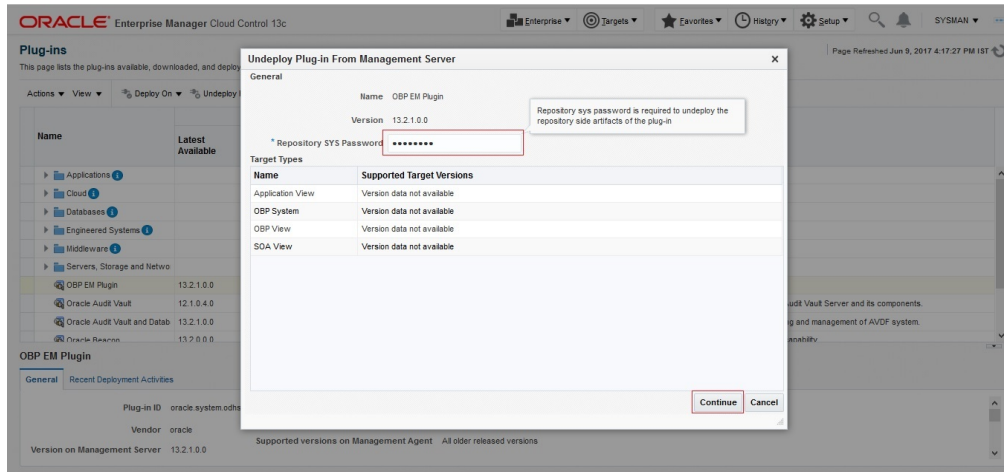 ORACLE® Enterprise Manager Cloud Control 13c
Enterprise ▼ Targets ▼ Favorites ▼ History ▼ Setup ▼ SYSMAN ▼
Plug-ins
Page Refreshed Jun 9, 2017 4:17:27 PM IST
This page lists the plug-ins available, downloaded, and deploy
Actions ▼ View ▼ Deploy On ▼ Undeploy
Name
Latest Available
Applications
Cloud
Databases
Engineered Systems
Middleware
Servers, Storage and Netwo
OBP EM Plugin 13.2.1.0.0
Oracle Audit Vault 12.1.0.4.0
udit Vault Server and its components.
Oracle Audit Vault and Datab 13.2.1.0.0
g and management of AVDF system.
Oracle Beacon 13.2.0.0.0
apability.
Undeploy Plug-in From Management Server x
General
Name OBP EM Plugin
Version 13.2.1.0.0
Repository sys password is required to undeploy the
repository side artifacts of the plug-in
* Repository SYS Password ••••••••
Target Types
Name Supported Target Versions
Application View Version data not available
OBP System Version data not available
OBP View Version data not available
SOA View Version data not available
Continue Cancel
OBP EM Plugin
General Recent Deployment Activities
Plug-in ID oracle.system.odhs
Vendor oracle
Version on Management Server 13.2.1.0.0
Supported versions on Management Agent All older released versions